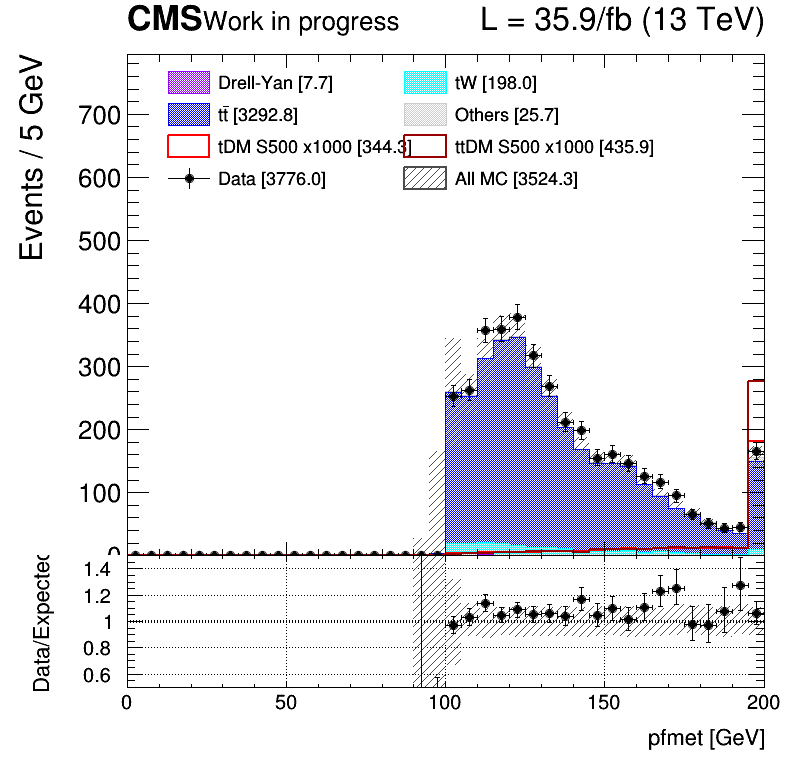 CMS Work in progress L = 35.9/fb (13 TeV)
Events / 5 GeV
Drell-Yan [7.7] tW [198.0]
tt̄ [3292.8] Others [25.7]
tDM S500 x1000 [344.3] ttDM S500 x1000 [435.9]
Data [3776.0] All MC [3524.3]
700
600
500
400
300
200
100
0
Data/Expected
1.4
1.2
1
0.8
0.6
0 50 100 150 200
pfmet [GeV]